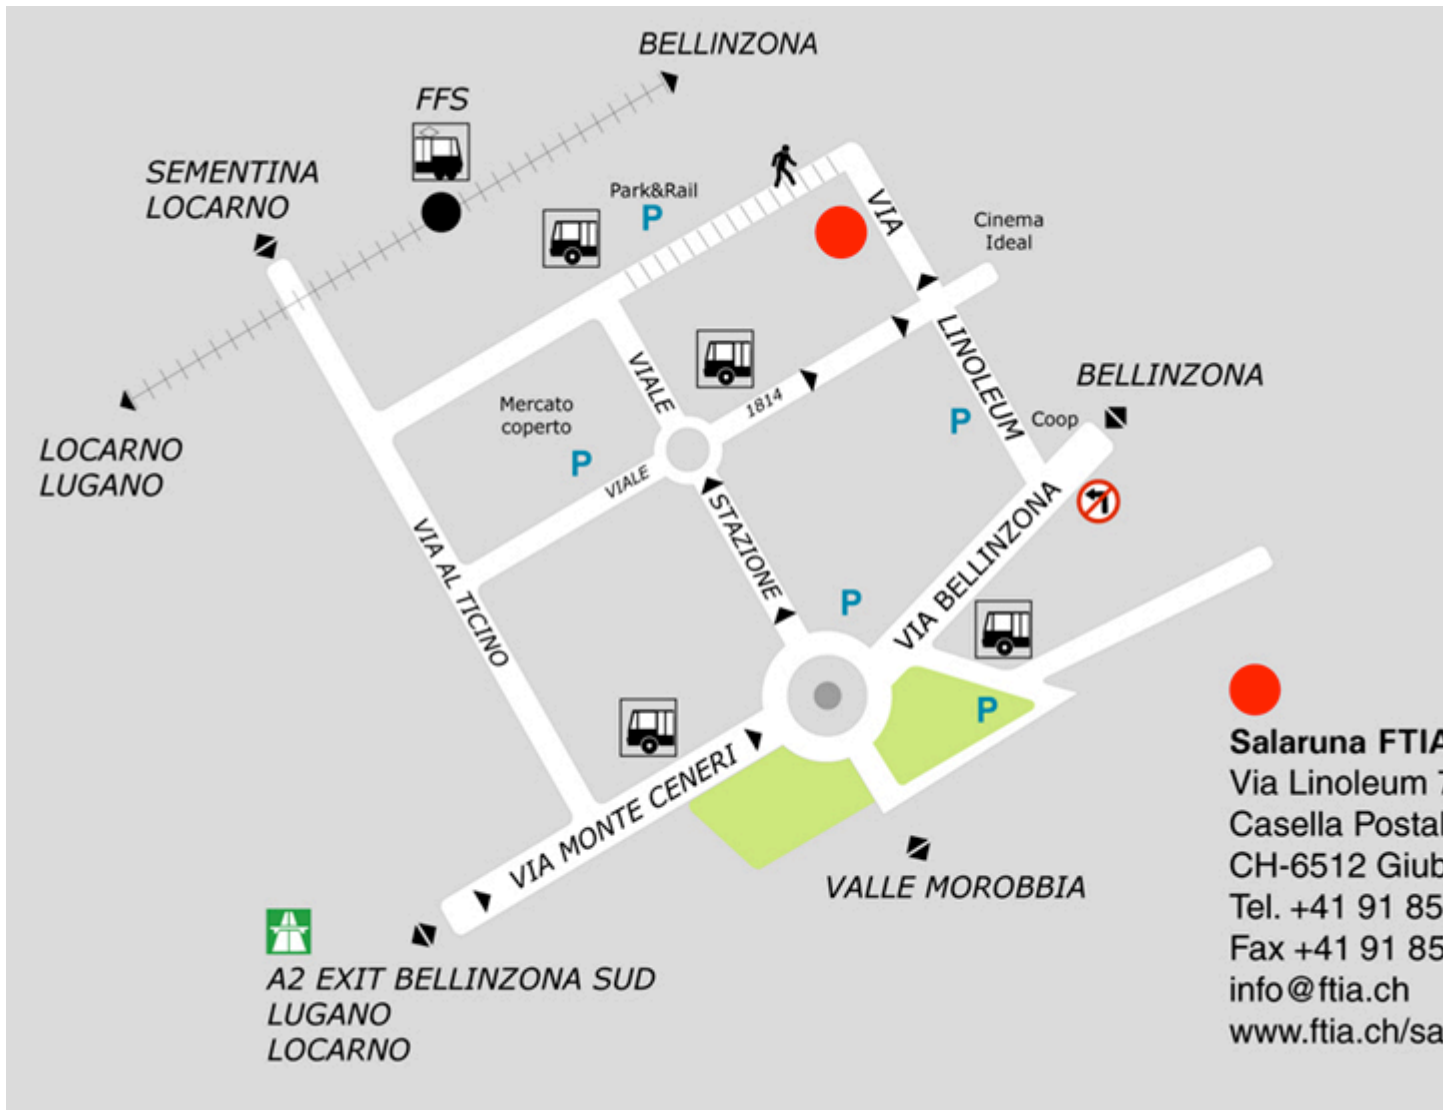 BELLINZONA
FFS
SEMENTINA
LOCARNO
Park&Rail
P
VIA
Cinema
Ideal
LINOLEUM
BELLINZONA
VIALE
1814
Mercato
coperto
P
VIALE
P
Coop
LOCARNO
LUGANO
STAZIONE
VIA AL TICINO
VIA BELLINZONA
P
P
VIA MONTE CENERI
VALLE MOROBBIA
A2 EXIT BELLINZONA SUD
LUGANO
LOCARNO
Salaruna FTIA
Via Linoleum 7
Casella Postal
CH-6512 Giub
Tel. +41 91 85
Fax +41 91 85
info@ftia.ch
www.ftia.ch/sa